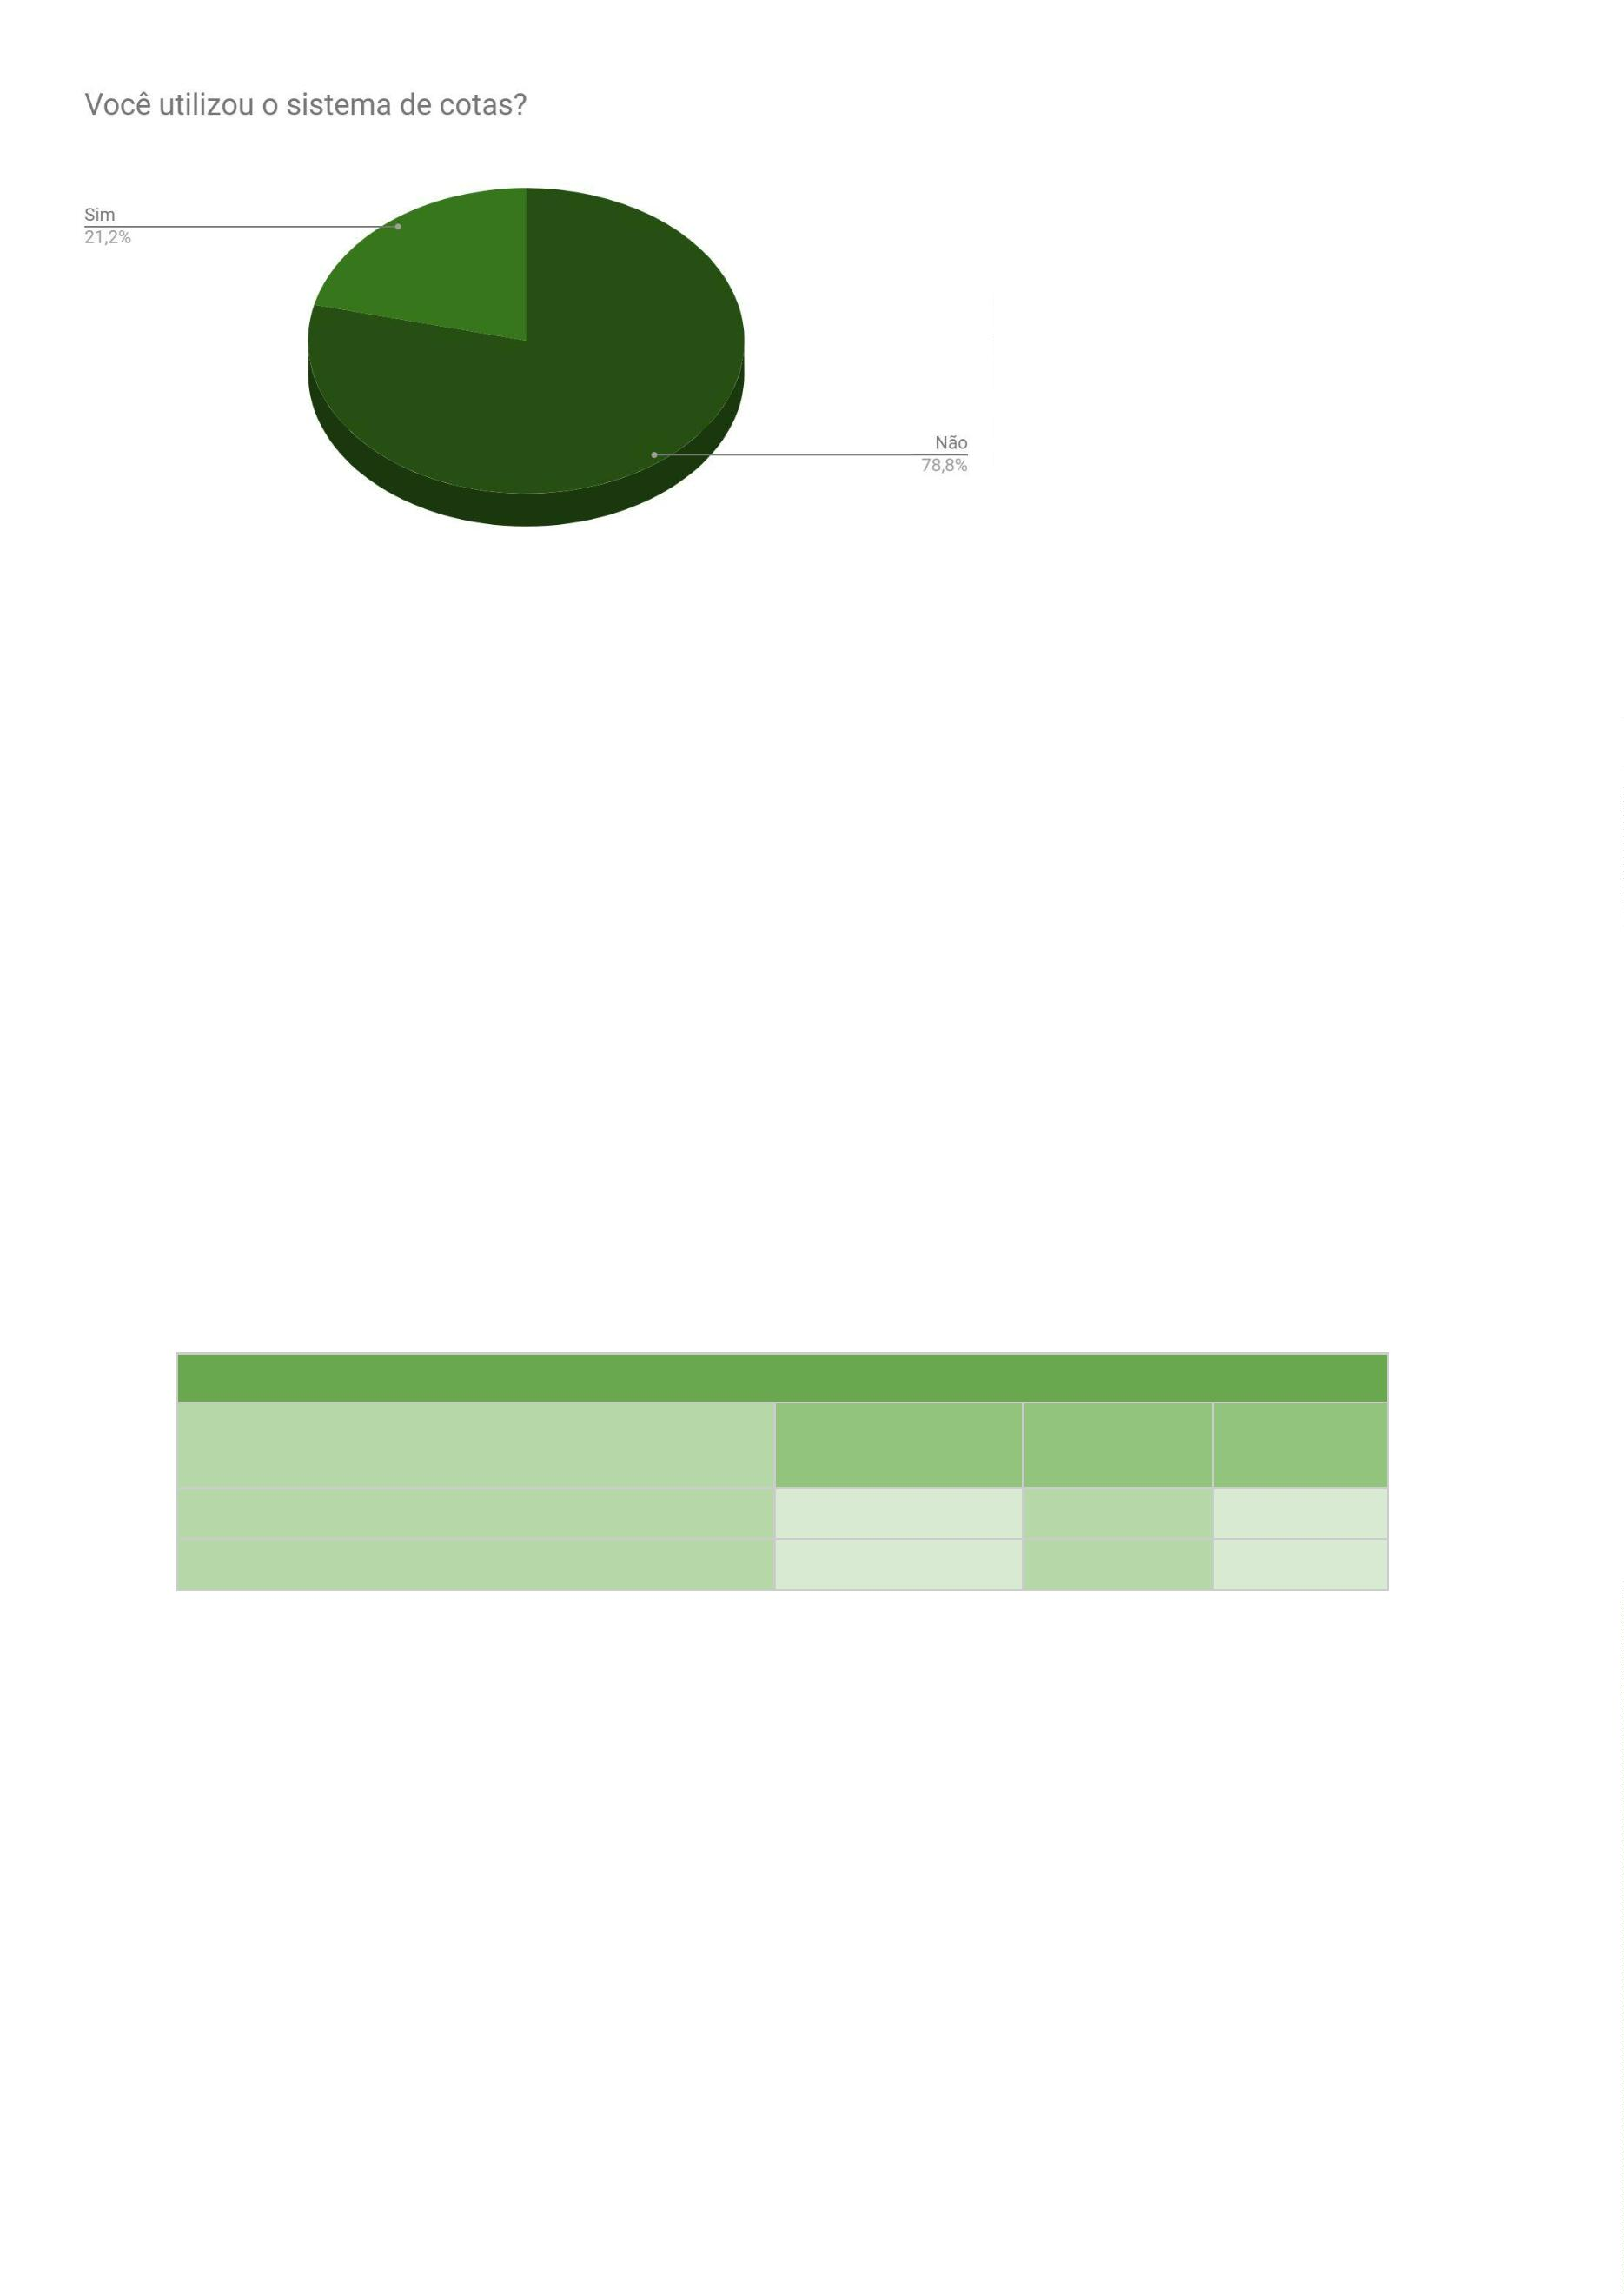 Você utilizou o sistema de cotas?
Sim
21,2%
Não
78,8%